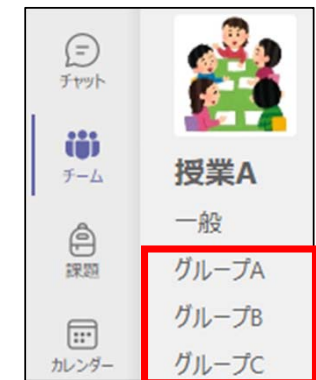 チャット
チーム
課題
カレンダー
授業A
一般
グループA
グループB
グループC